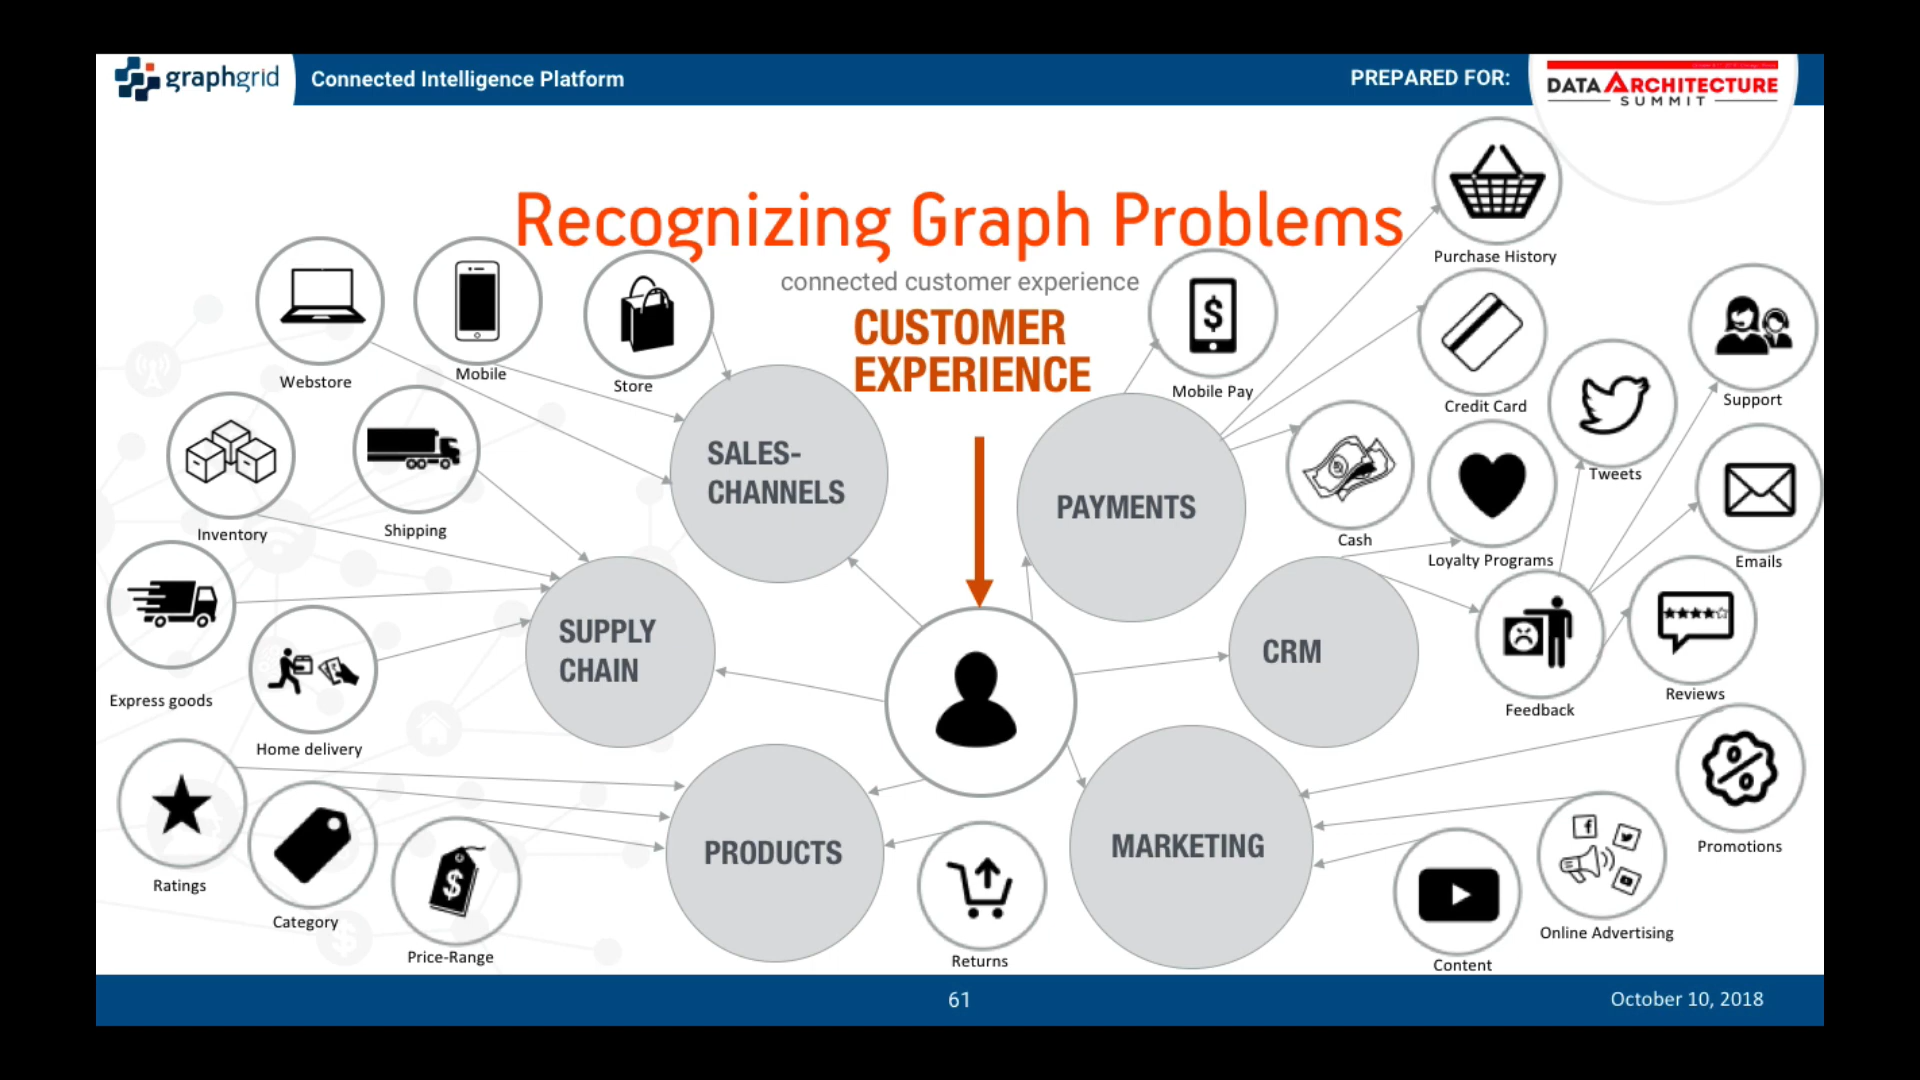 graphgrid
Connected Intelligence Platform
PREPARED FOR:
DATA ARCHITECTURE
SUMMIT
Recognizing Graph Problems
connected customer experience
CUSTOMER
EXPERIENCE
Webstore
Mobile
Store
Mobile Pay
Purchase History
Credit Card
Support
Tweets
Inventory
Shipping
SALES-
CHANNELS
PAYMENTS
Cash
Loyalty Programs
Emails
Express goods
Home delivery
SUPPLY
CHAIN
CRM
Feedback
Reviews
Ratings
Category
Price-Range
PRODUCTS
Returns
MARKETING
Promotions
Online Advertising
Content
61
October 10, 2018